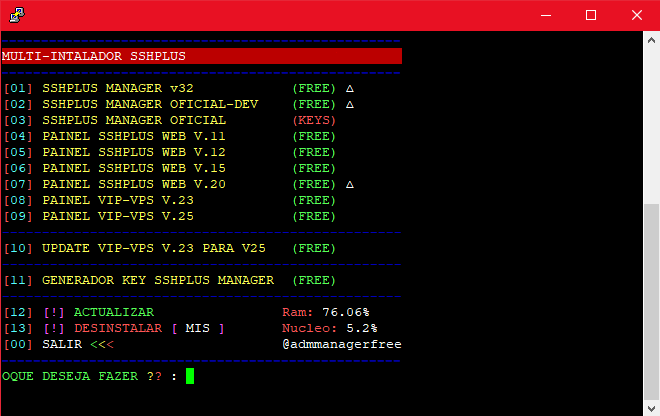 MULTI-INTALADOR SSHPLUS
[01] SSHPLUS MANAGER v32 (FREE) Δ
[02] SSHPLUS MANAGER OFICIAL-DEV (FREE) Δ
[03] SSHPLUS MANAGER OFICIAL (KEYS)
[04] PAINEL SSHPLUS WEB V.11 (FREE)
[05] PAINEL SSHPLUS WEB V.12 (FREE)
[06] PAINEL SSHPLUS WEB V.15 (FREE)
[07] PAINEL SSHPLUS WEB V.20 (FREE) Δ
[08] PAINEL VIP-VPS V.23 (FREE)
[09] PAINEL VIP-VPS V.25 (FREE)
[10] UPDATE VIP-VPS V.23 PARA V25 (FREE)
[11] GENERADOR KEY SSHPLUS MANAGER (FREE)
[12] [!] ACTUALIZAR Ram: 76.06%
[13] [!] DESINSTALAR [ MIS ] Nucleo: 5.2%
[00] SALIR <<< @admmanagerfree
OQUE DESEJA FAZER ?? :